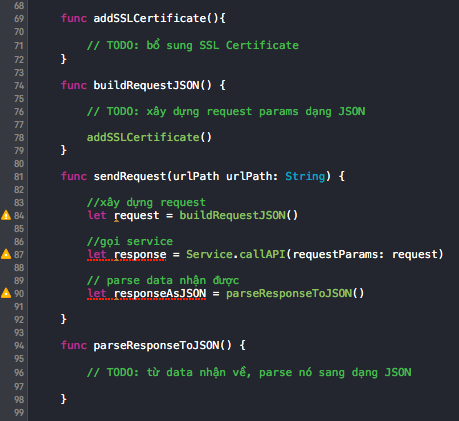 68
69 func addSSLCertificate(){
70
71 // TODO: bổ sung SSL Certificate
72 }
73
74 func buildRequestJSON() {
75
76 // TODO: xây dựng request params dạng JSON
77
78 addSSLCertificate()
79 }
80
81 func sendRequest(urlPath urlPath: String) {
82
83 //xây dựng request
84 let request = buildRequestJSON()
85
86 //gọi service
87 let response = Service.callAPI(requestParams: request)
88
89 // parse data nhận được
90 let responseAsJSON = parseResponseToJSON()
91
92 }
93
94 func parseResponseToJSON() {
95
96 // TODO: từ data nhận về, parse nó sang dạng JSON
97
98 }
99